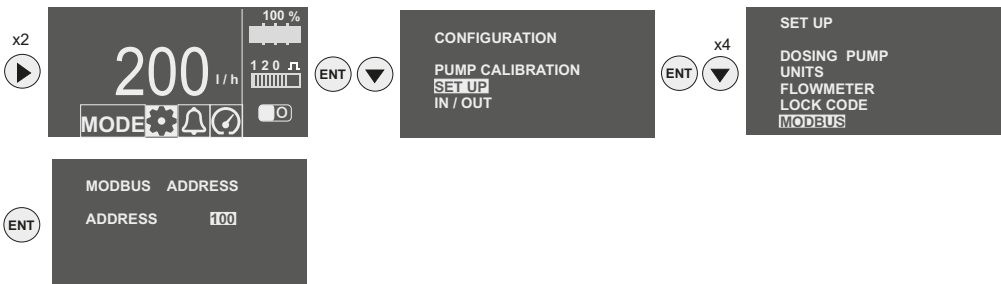 x2
100 %
200 l / h
1 2 0
MODE
O
ENT
CONFIGURATION
PUMP CALIBRATION
SET UP
IN / OUT
ENT
x4
SET UP
DOSING PUMP
UNITS
FLOWMETER
LOCK CODE
MODBUS
ENT
MODBUS ADDRESS
ADDRESS 100